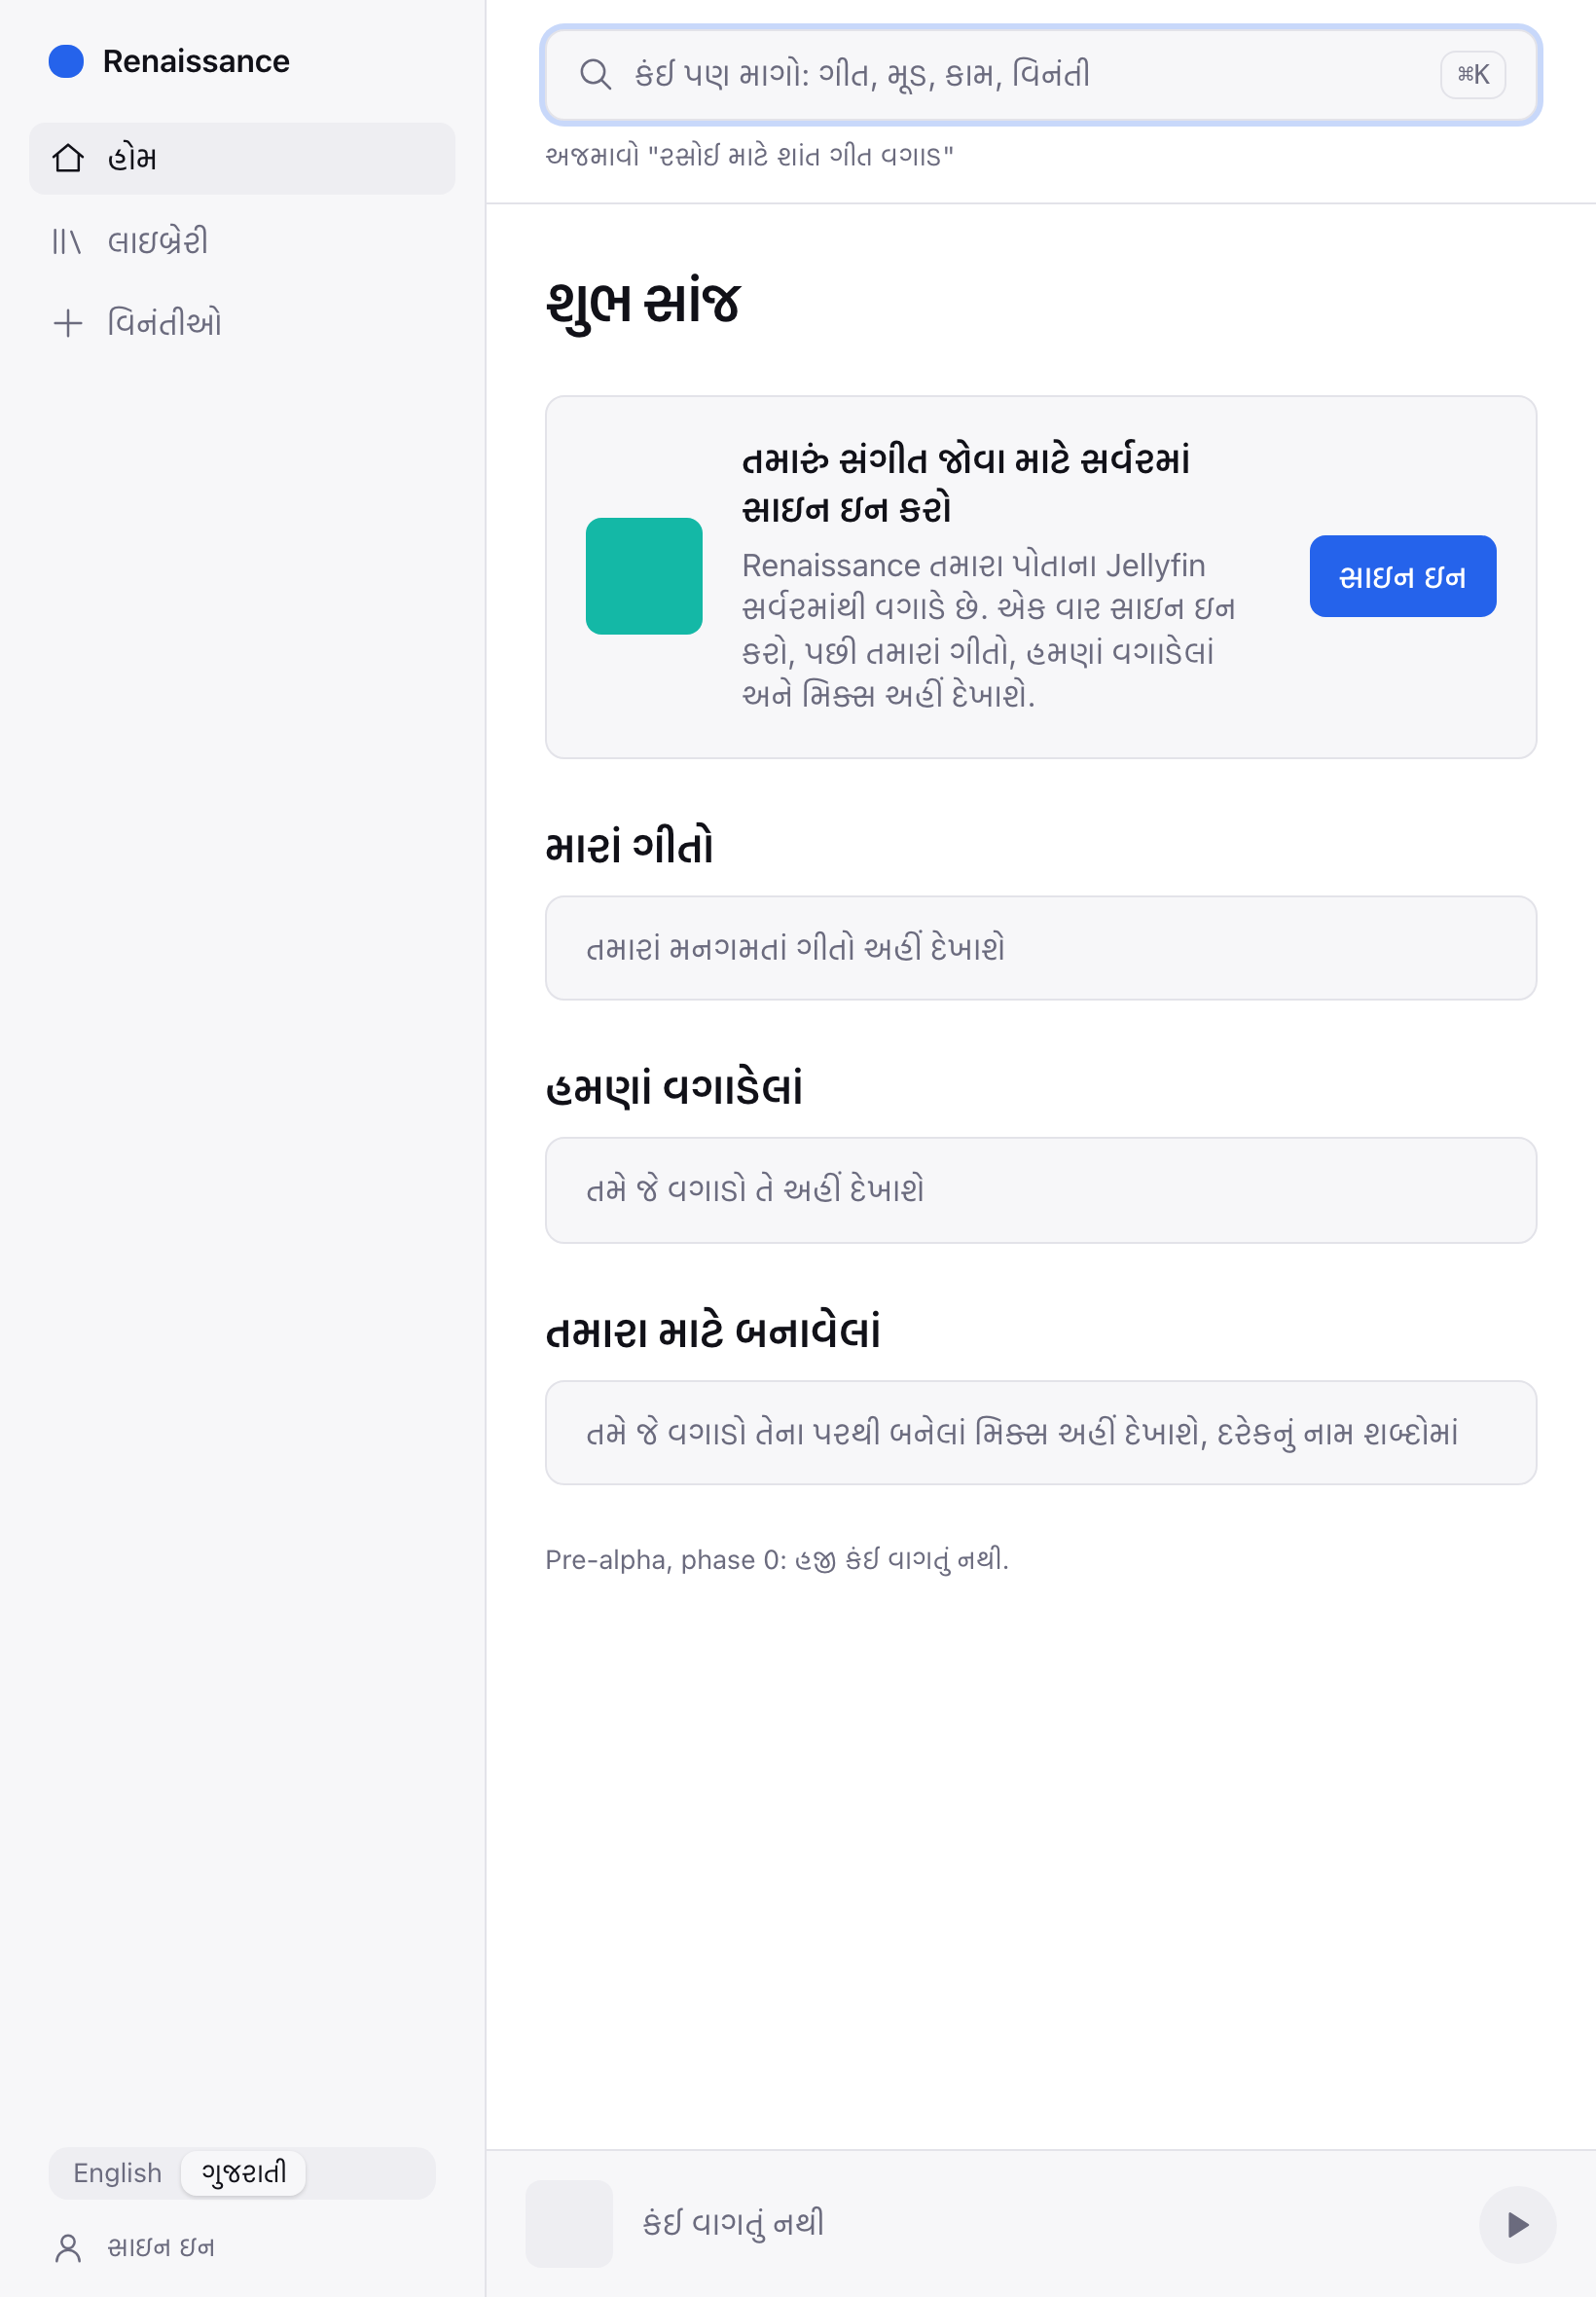 Renaissance
હોમ
લાઇબ્રેરી
વિનંતીઓ
English ગુજરાતી
સાઇન ઇન
કંઈ પણ માગો: ગીત, મૂડ, કામ, વિનંતી ⌘K
અજમાવો "રસોઈ માટે શાંત ગીત વગાડ"
શુભ સાંજ
તમારું સંગીત જોવા માટે સર્વરમાં
સાઇન ઇન કરો
Renaissance તમારા પોતાના Jellyfin
સર્વરમાંથી વગાડે છે. એક વાર સાઇન ઇન
કરો, પછી તમારાં ગીતો, હમણાં વગાડેલાં
અને મિક્સ અહીં દેખાશે.
સાઇન ઇન
મારાં ગીતો
તમારાં મનગમતાં ગીતો અહીં દેખાશે
હમણાં વગાડેલાં
તમે જે વગાડો તે અહીં દેખાશે
તમારા માટે બનાવેલાં
તમે જે વગાડો તેના પરથી બનેલાં મિક્સ અહીં દેખાશે, દરેકનું નામ શબ્દોમાં
Pre-alpha, phase 0: હજી કંઈ વાગતું નથી.
કંઈ વાગતું નથી